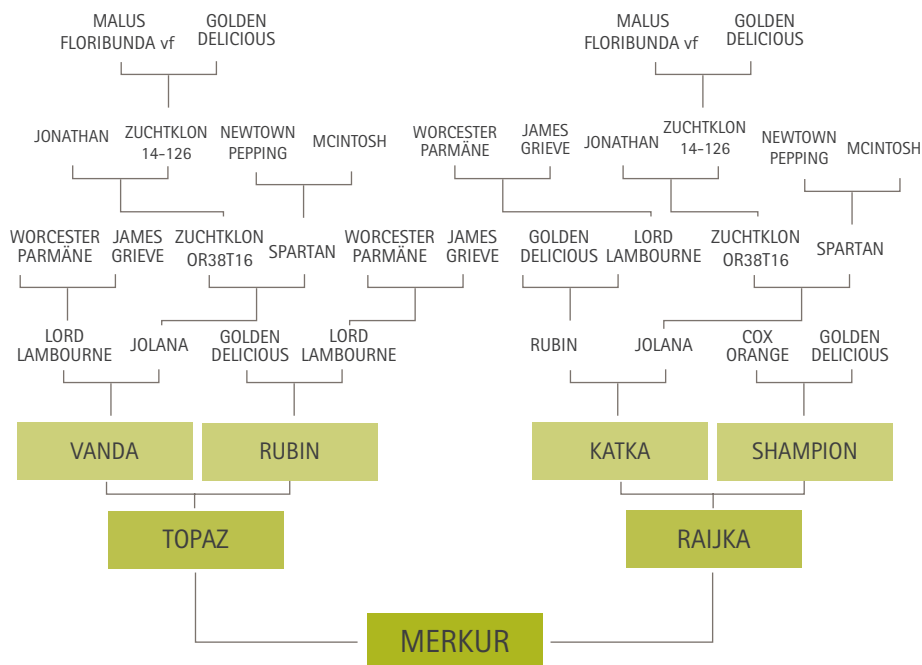 MALUS
FLORIBUNDA vf
GOLDEN
DELICIOUS
MALUS
FLORIBUNDA vf
GOLDEN
DELICIOUS
JONATHAN
ZUCHTKLON
14-126
NEWTOWN
PEPPING
MCINTOSH
WORCESTER
PARMÄNE
JAMES
GRIEVE
JONATHAN
ZUCHTKLON
14-126
NEWTOWN
PEPPING
MCINTOSH
WORCESTER
PARMÄNE
JAMES
GRIEVE
ZUCHTKLON
OR38T16
SPARTAN
WORCESTER
PARMÄNE
JAMES
GRIEVE
GOLDEN
DELICIOUS
LORD
LAMBOURNE
ZUCHTKLON
OR38T16
SPARTAN
LORD
LAMBOURNE
JOLANA
GOLDEN
DELICIOUS
LORD
LAMBOURNE
RUBIN
JOLANA
COX
ORANGE
GOLDEN
DELICIOUS
VANDA
RUBIN
KATKA
SHAMPION
TOPAZ
RAIJKA
MERKUR